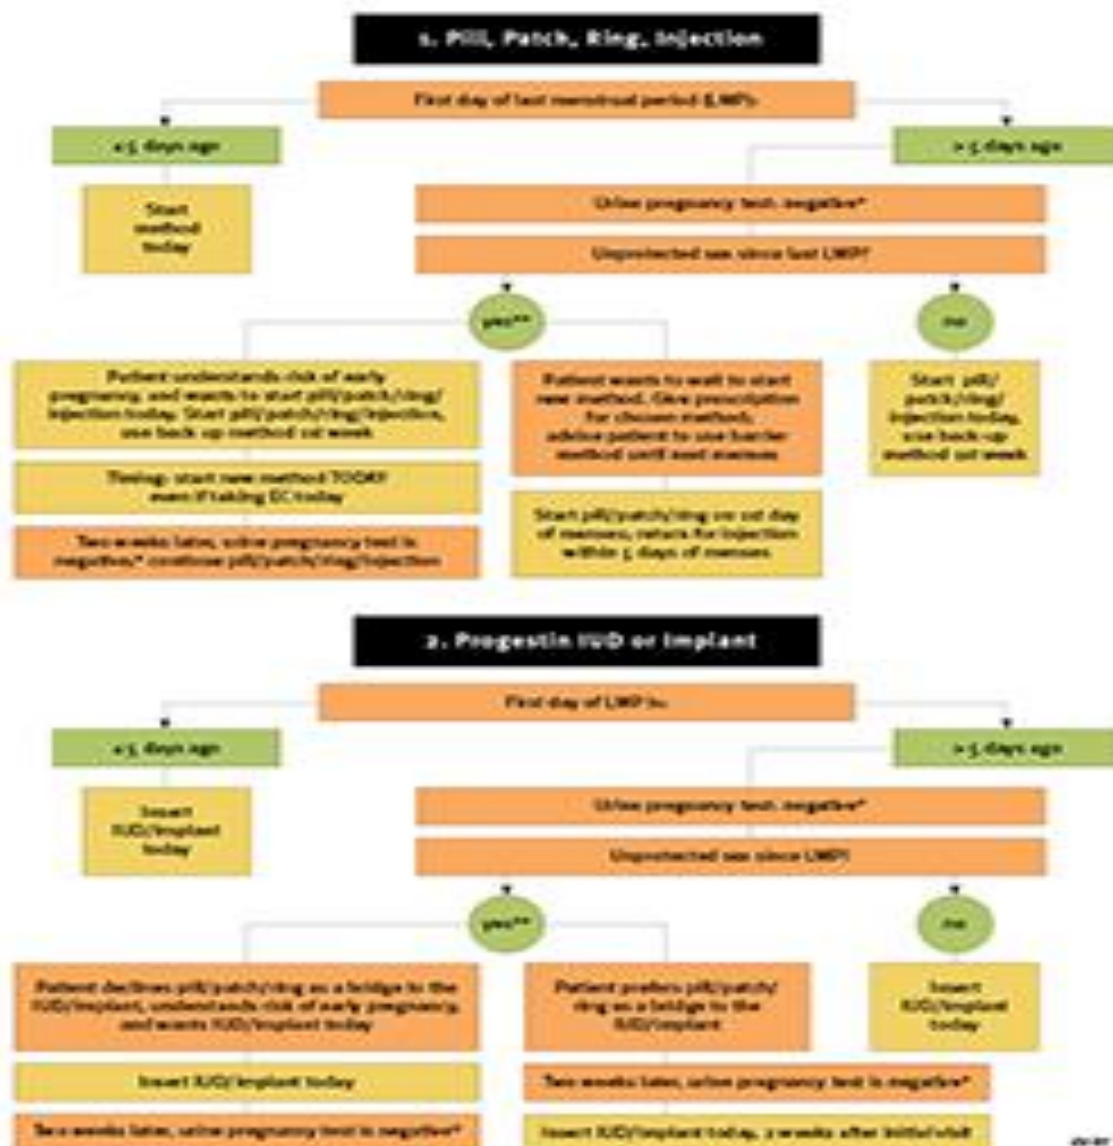 1. Pill, Patch, Ring, Injection
First day of last menstrual period (LMP):
days ago
> 5 days ago
Start
method
today
Urine pregnancy test: negative*
Unprotected sex since last LMP?
yes**
no
Patient understands risk of early
pregnancy, and wants to start pill/patch/ring/
injection today. Start pill/patch/ring/injection,
use back up method 1st week
Timing: start new method TODAY
even if taking EC today
Two weeks later, urine pregnancy test is
negative,* continue pill/patch/ring/injection
Patient wants to wait to start
new method. Give prescription
for chosen method;
advise patient to use barrier
method until next menses
Start pill/patch/ring on 1st day
of menses; return for injection
within 5 days of menses
Start pill/
patch/ring/
injection today,
use back-up
method 1st week
2. Progestin IUD or Implant
First day of LMP
days ago
> 5 days ago
Insert
IUD/implant
today
Urine pregnancy test: negative*
Unprotected sex since LMP?
yes**
no
Patient declines pill/patch/ring as a bridge to the
IUD/implant, understands risk of early pregnancy,
and wants IUD/implant today
Insert IUD/implant today
Two weeks later, urine pregnancy test is negative*
Patient prefers pill/patch/
ring as a bridge to the
IUD/implant
Two weeks later, urine pregnancy test is negative*
Insert IUD/implant today, 2 weeks after initial visit
Insert
IUD/implant
today